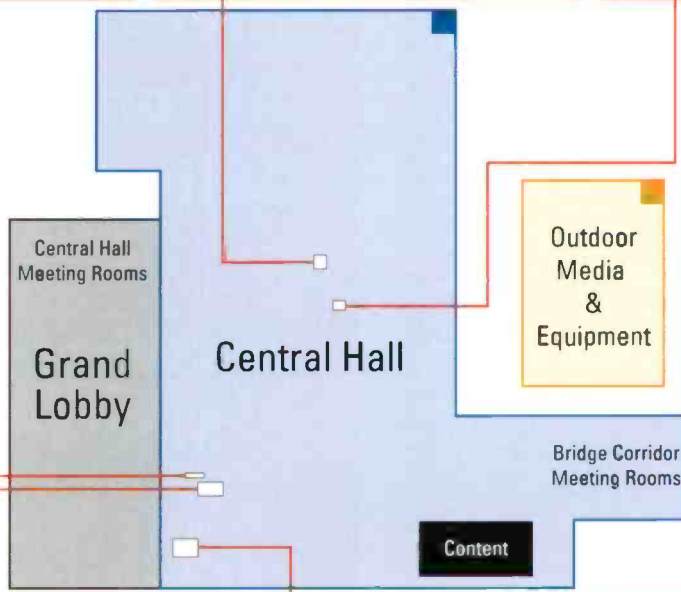 Central Hall
Meeting Rooms
Grand
Lobby
Central Hall
Outdoor
Media
&
Equipment
Bridge Corridor
Meeting Rooms
Content